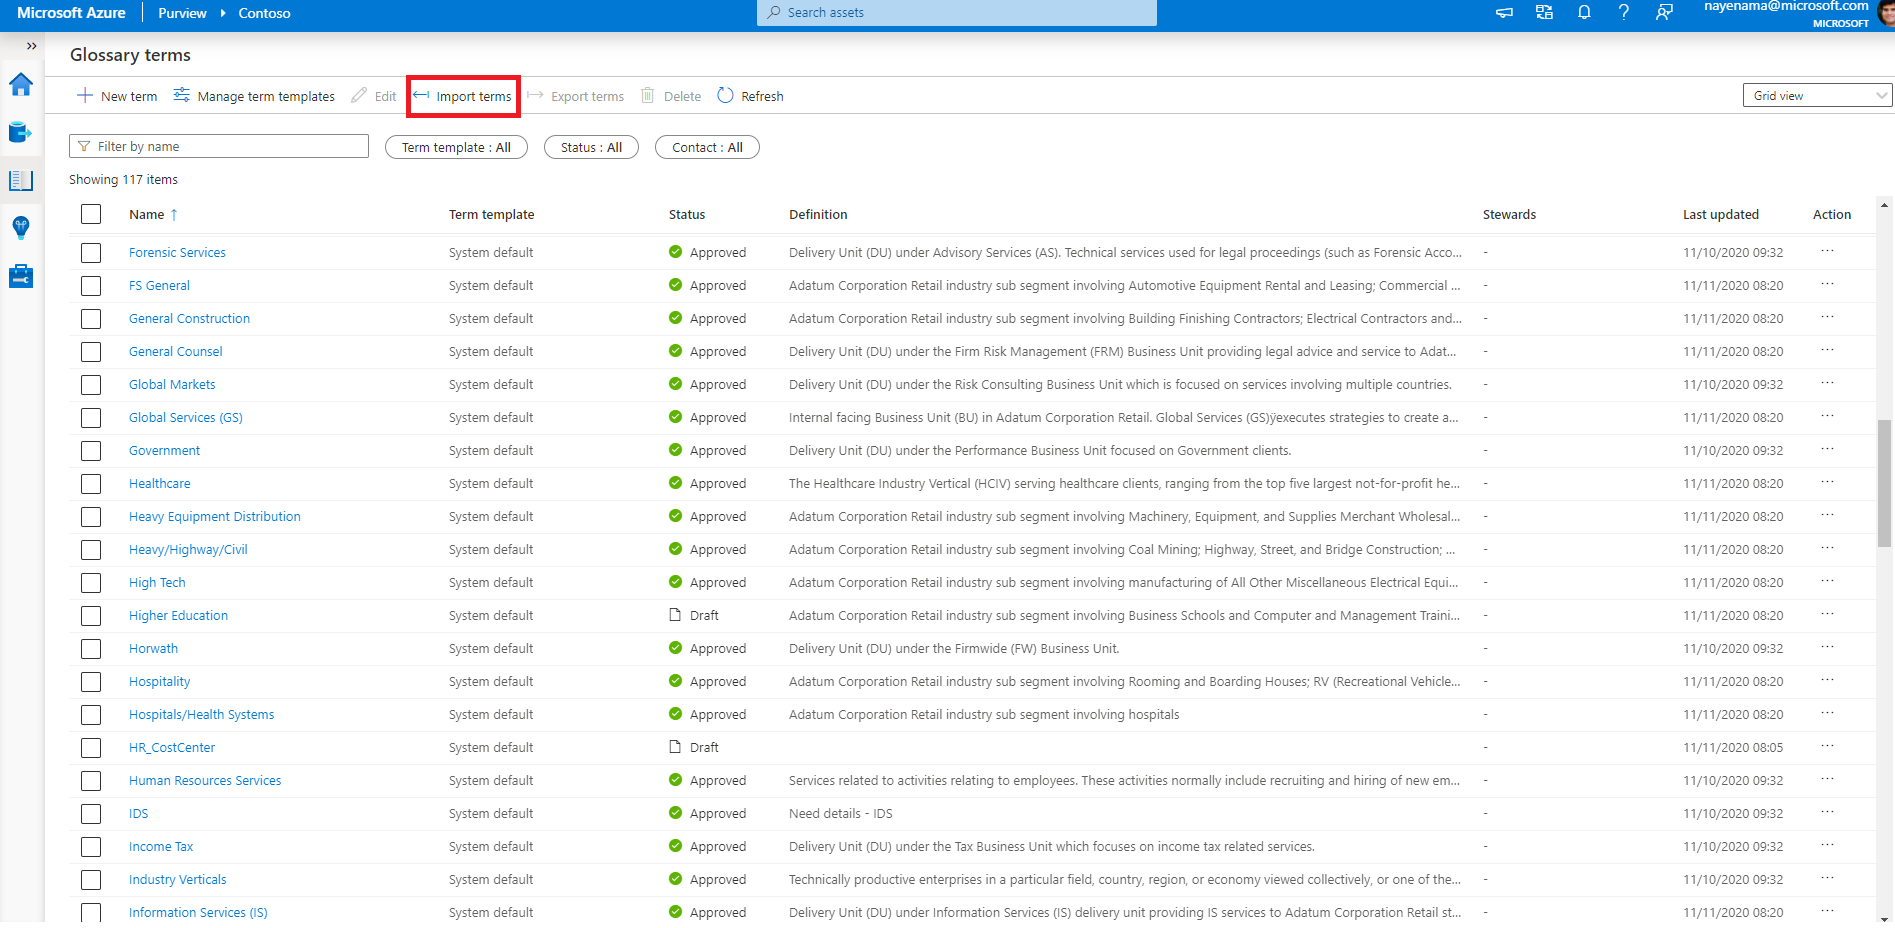 Microsoft Azure Purview Contoso Search assets nayenama@microsoft.com
MICROSOFT
Glossary terms
New term Manage term templates Edit Import terms Export terms Delete Refresh Grid view
Filter by name Term template : All Status : All Contact : All
Showing 117 items
Name ↑ Term template Status Definition Stewards Last updated Action
Forensic Services System default Approved Delivery Unit (DU) under Advisory Services (AS). Technical services used for legal proceedings (such as Forensic Acco... - 11/10/2020 09:32 ...
FS General System default Approved Adatum Corporation Retail industry sub segment involving Automotive Equipment Rental and Leasing; Commercial ... - 11/11/2020 08:20 ...
General Construction System default Approved Adatum Corporation Retail industry sub segment involving Building Finishing Contractors; Electrical Contractors and... - 11/11/2020 08:20 ...
General Counsel System default Approved Delivery Unit (DU) under the Firm Risk Management (FRM) Business Unit providing legal advice and service to Adat... - 11/11/2020 08:20 ...
Global Markets System default Approved Delivery Unit (DU) under the Risk Consulting Business Unit which is focused on services involving multiple countries. - 11/10/2020 09:32 ...
Global Services (GS) System default Approved Internal facing Business Unit (BU) in Adatum Corporation Retail. Global Services (GS)ÿexecutes strategies to create a... - 11/11/2020 08:20 ...
Government System default Approved Delivery Unit (DU) under the Performance Business Unit focused on Government clients. - 11/10/2020 09:32 ...
Healthcare System default Approved The Healthcare Industry Vertical (HCIV) serving healthcare clients, ranging from the top five largest not-for-profit he... - 11/11/2020 08:20 ...
Heavy Equipment Distribution System default Approved Adatum Corporation Retail industry sub segment involving Machinery, Equipment, and Supplies Merchant Wholesal... - 11/11/2020 08:20 ...
Heavy/Highway/Civil System default Approved Adatum Corporation Retail industry sub segment involving Coal Mining; Highway, Street, and Bridge Construction; ... - 11/11/2020 08:20 ...
High Tech System default Approved Adatum Corporation Retail industry sub segment involving manufacturing of All Other Miscellaneous Electrical Equi... - 11/11/2020 08:20 ...
Higher Education System default Draft Adatum Corporation Retail industry sub segment involving Business Schools and Computer and Management Traini... - 11/11/2020 08:20 ...
Horwath System default Approved Delivery Unit (DU) under the Firmwide (FW) Business Unit. - 11/10/2020 09:32 ...
Hospitality System default Approved Adatum Corporation Retail industry sub segment involving Rooming and Boarding Houses; RV (Recreational Vehicle... - 11/11/2020 08:20 ...
Hospitals/Health Systems System default Approved Adatum Corporation Retail industry sub segment involving hospitals - 11/11/2020 08:20 ...
HR_CostCenter System default Draft - 11/11/2020 08:05 ...
Human Resources Services System default Approved Services related to activities relating to employees. These activities normally include recruiting and hiring of new em... - 11/10/2020 09:32 ...
IDS System default Approved Need details - IDS - 11/10/2020 09:32 ...
Income Tax System default Approved Delivery Unit (DU) under the Tax Business Unit which focuses on income tax related services. - 11/10/2020 09:32 ...
Industry Verticals System default Approved Technically productive enterprises in a particular field, country, region, or economy viewed collectively, or one of the... - 11/10/2020 09:32 ...
Information Services (IS) System default Approved Delivery Unit (DU) under Information Services (IS) delivery unit providing IS services to Adatum Corporation Retail st... - 11/11/2020 08:20 ...